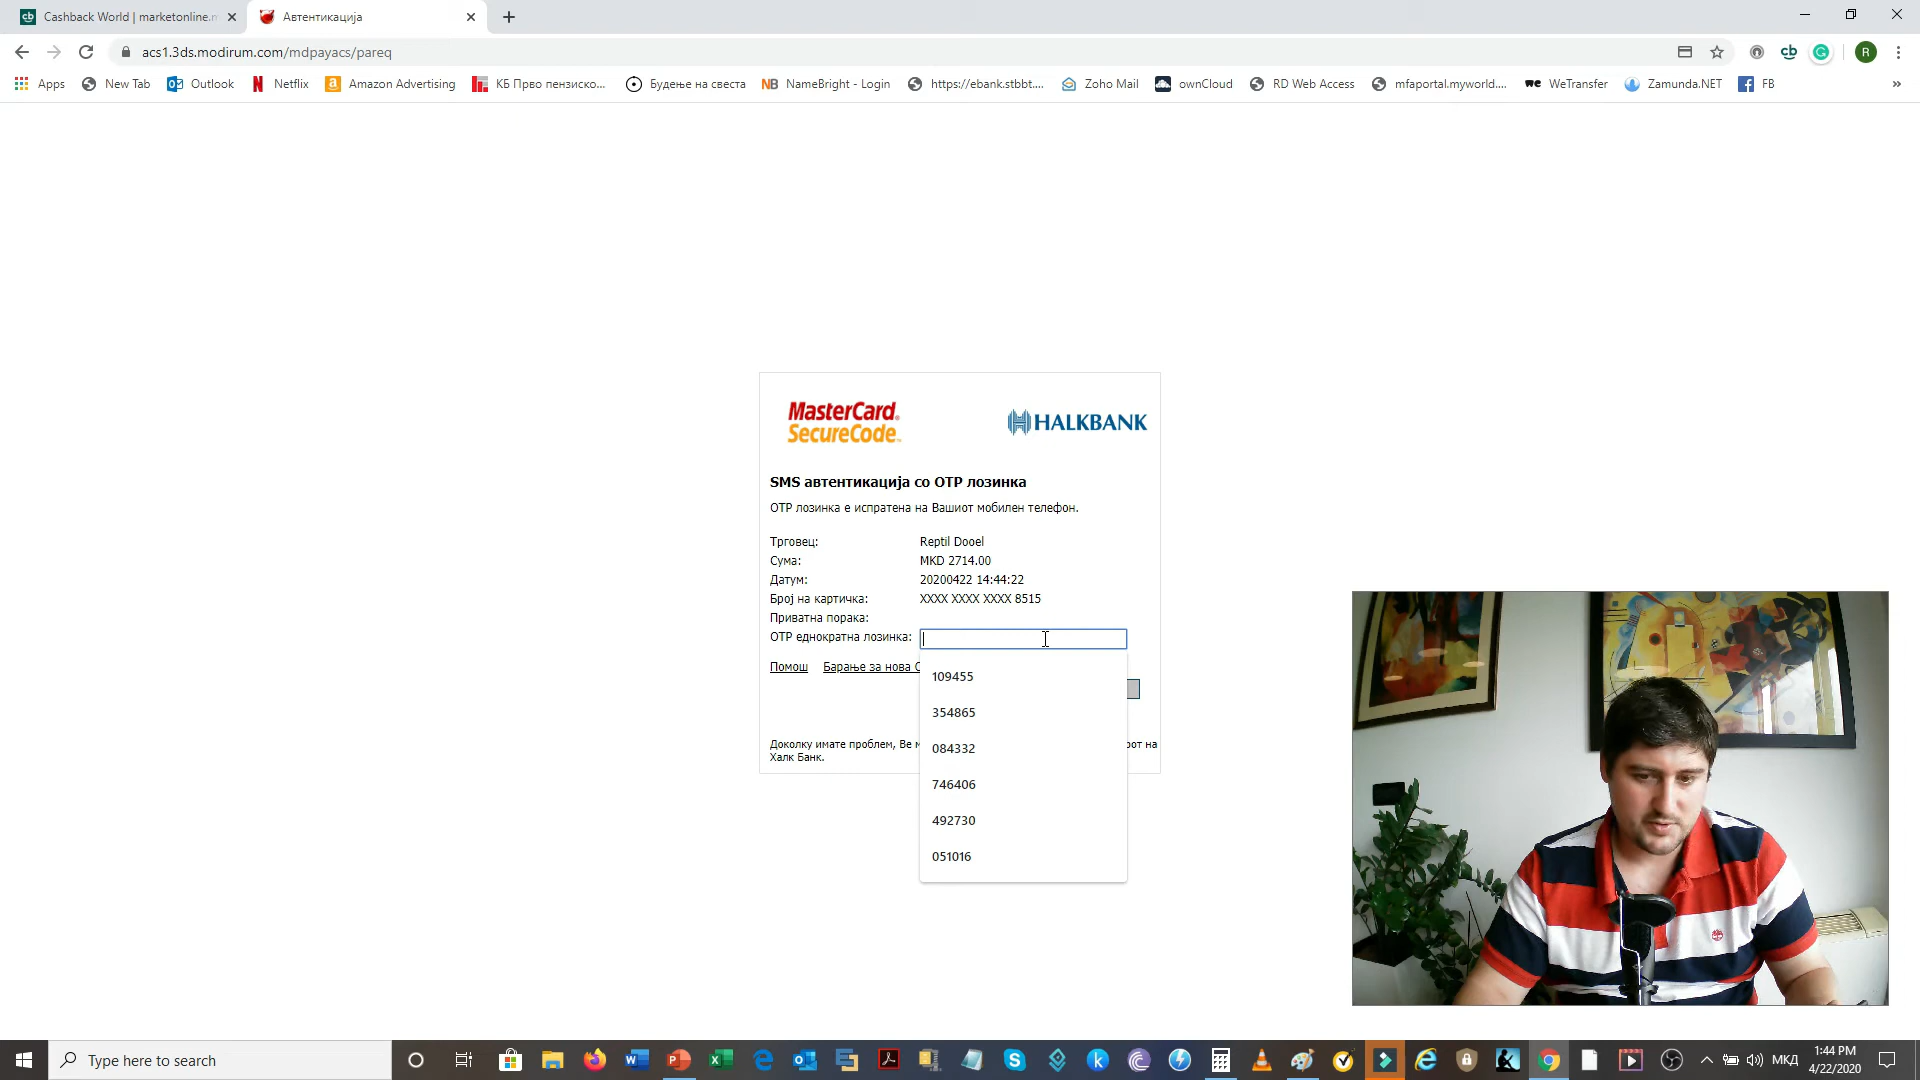 Cashback World | marketonline.
Автентикација
acs1.3ds.modirum.com/mdpayacs/pareq
R
Apps
New Tab
Outlook
Netflix
Amazon Advertising
КБ Прво пензиско...
Будење на свеста
NB NameBright - Login
https://ebank.stbbt....
Zoho Mail
ownCloud
RD Web Access
mfaportal.myworld....
WeTransfer
Zamunda.NET
FB
MasterCard.
SecureCode.
HALKBANK
SMS автентикација со OTP лозинка
OTP лозинка е испратена на Вашиот мобилен телефон.
Трговец: Reptil Dooel
Сума: MKD 2714.00
Датум: 20200422 14:44:22
Број на картичка: XXXX XXXX XXXX 8515
Приватна порака:
OTP еднократна лозинка:
Помош Барање за нова
109455
354865
084332
746406
492730
051016
Доколку имате проблем, Ве
рот на
Халк Банк.
Type here to search
МКД
1:44 PM
4/22/2020